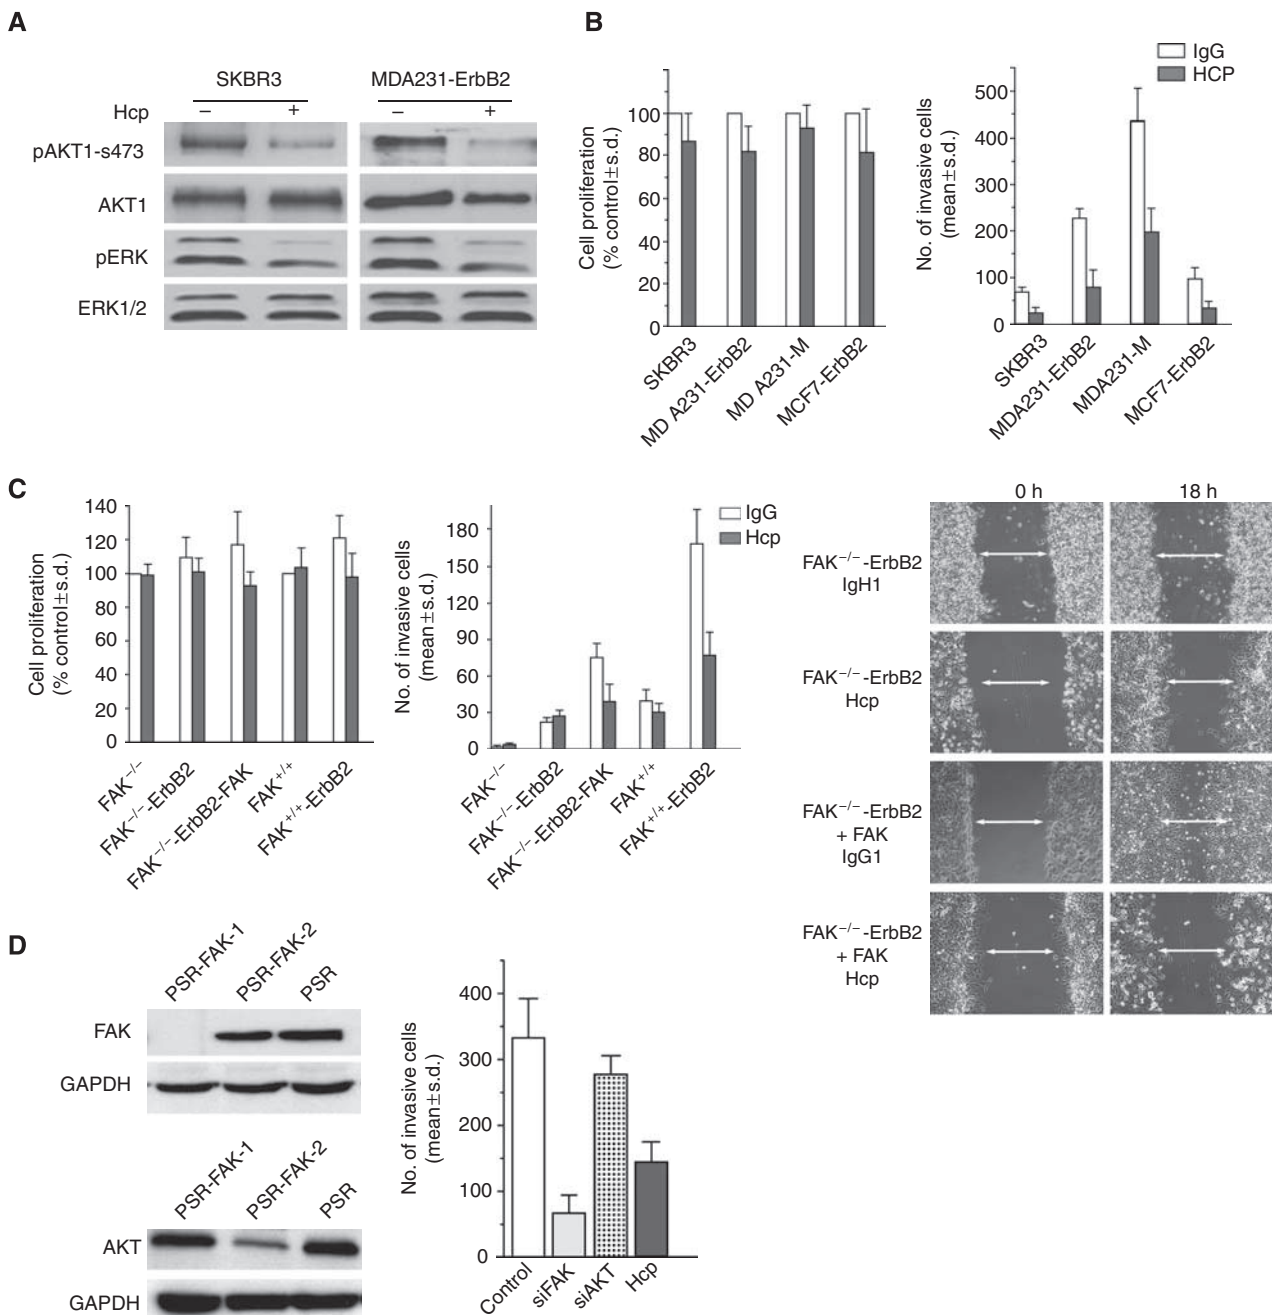 A
SKBR3
MDA231-ErbB2
Hcp
–
+
–
+
pAKT1-s473
AKT1
pERK
ERK1/2
B
IgG
HCP
Cell proliferation
(% control±s.d.)
100
80
60
40
20
0
SKBR3
MD A231-ErbB2
MD A231-M
MCF7-ErbB2
No. of invasive cells
(mean±s.d.)
500
400
300
200
100
0
SKBR3
MDA231-ErbB2
MDA231-M
MCF7-ErbB2
C
Cell proliferation
(% control±s.d.)
140
120
100
80
60
40
20
0
FAK−/−
FAK−/−-ErbB2
FAK−/−-ErbB2-FAK
FAK+/+
FAK+/+-ErbB2
No. of invasive cells
(mean±s.d.)
180
150
120
90
60
30
0
IgG
Hcp
FAK−/−
FAK−/−-ErbB2
FAK−/−-ErbB2-FAK
FAK+/+
FAK+/+-ErbB2
0 h
18 h
FAK−/−-ErbB2
IgH1
FAK−/−-ErbB2
Hcp
FAK−/−-ErbB2
+ FAK
IgG1
FAK−/−-ErbB2
+ FAK
Hcp
D
PSR-FAK-1
PSR-FAK-2
PSR
FAK
GAPDH
PSR-FAK-1
PSR-FAK-2
PSR
AKT
GAPDH
No. of invasive cells
(mean±s.d.)
400
300
200
100
0
Control
siFAK
siAKT
Hcp